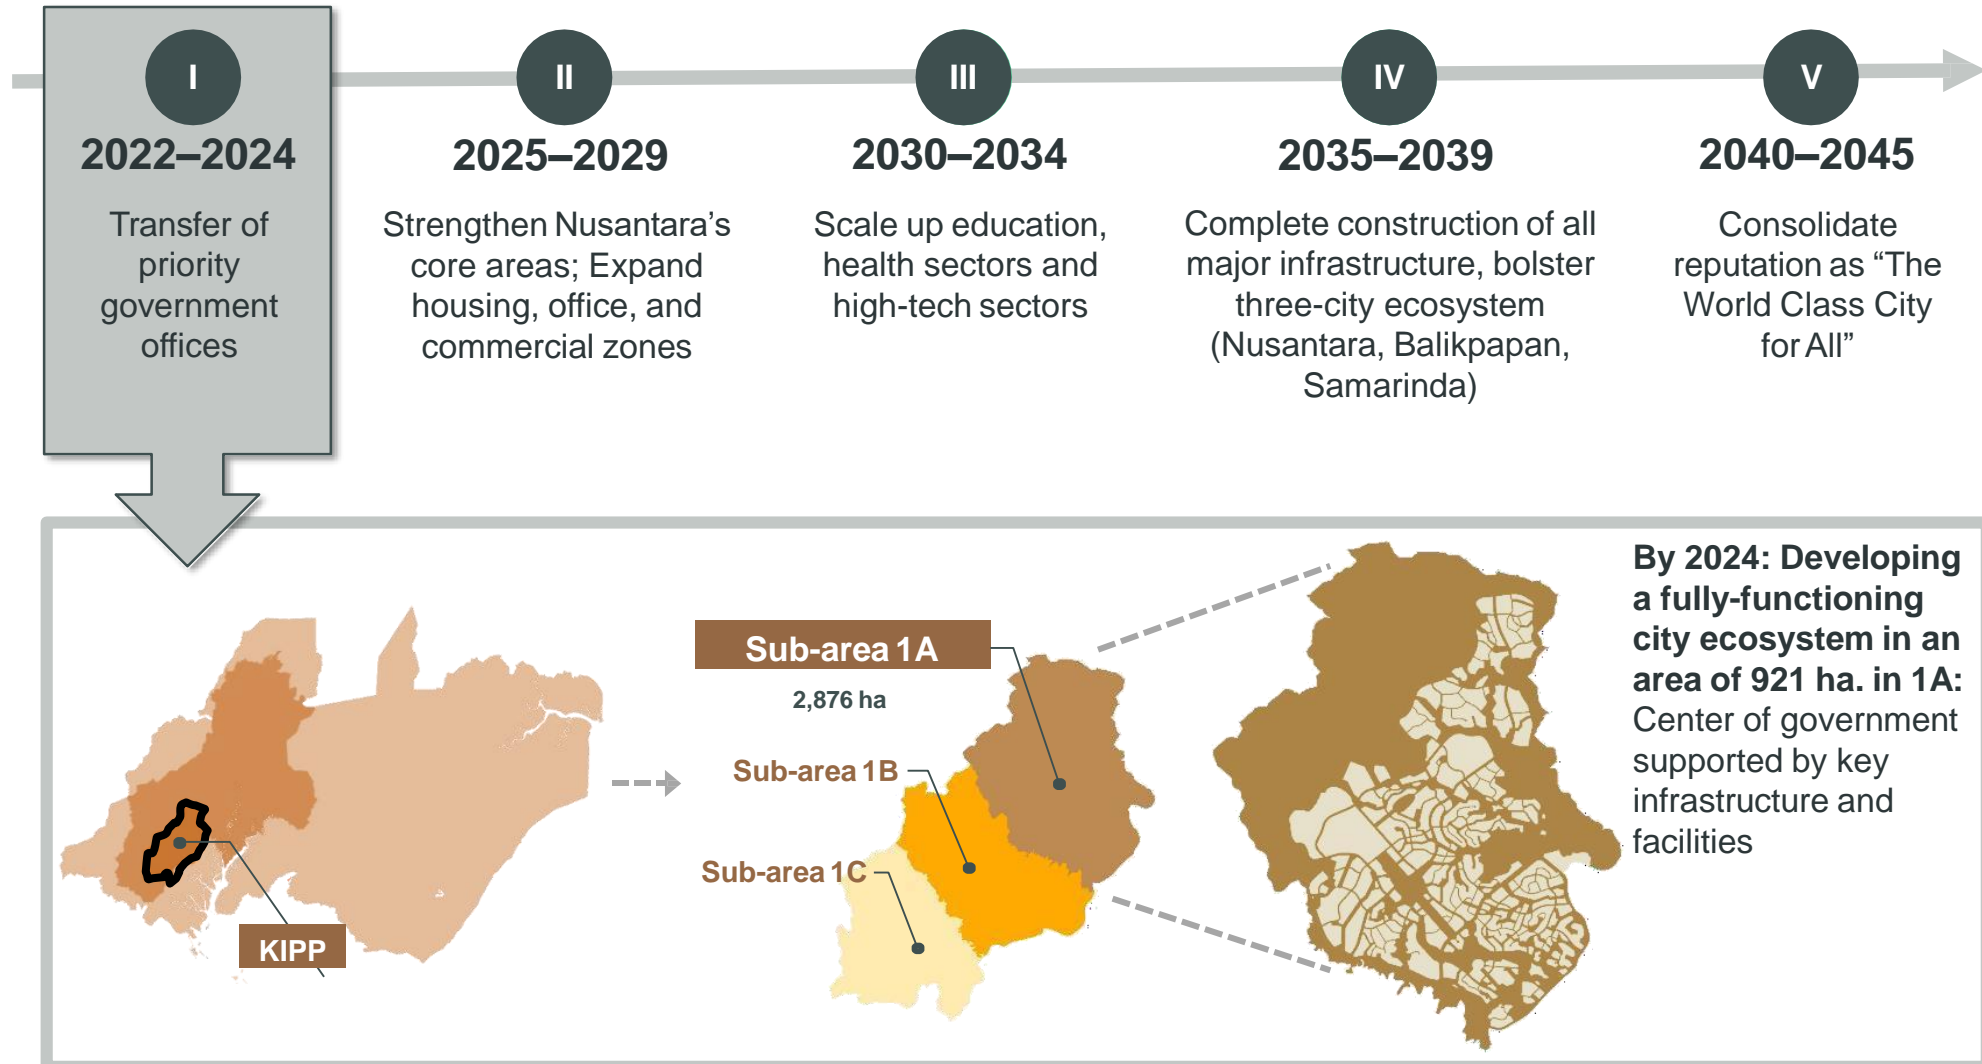 I
2022–2024
Transfer of
priority
government
offices
II
2025–2029
Strengthen Nusantara’s
core areas; Expand
housing, office, and
commercial zones
III
2030–2034
Scale up education,
health sectors and
high-tech sectors
IV
2035–2039
Complete construction of all
major infrastructure, bolster
three-city ecosystem
(Nusantara, Balikpapan,
Samarinda)
V
2040–2045
Consolidate
reputation as “The
World Class City
for All”
KIPP
Sub-area 1A
2,876 ha
Sub-area 1B
Sub-area 1C
By 2024: Developing
a fully-functioning
city ecosystem in an
area of 921 ha. in 1A:
Center of government
supported by key
infrastructure and
facilities